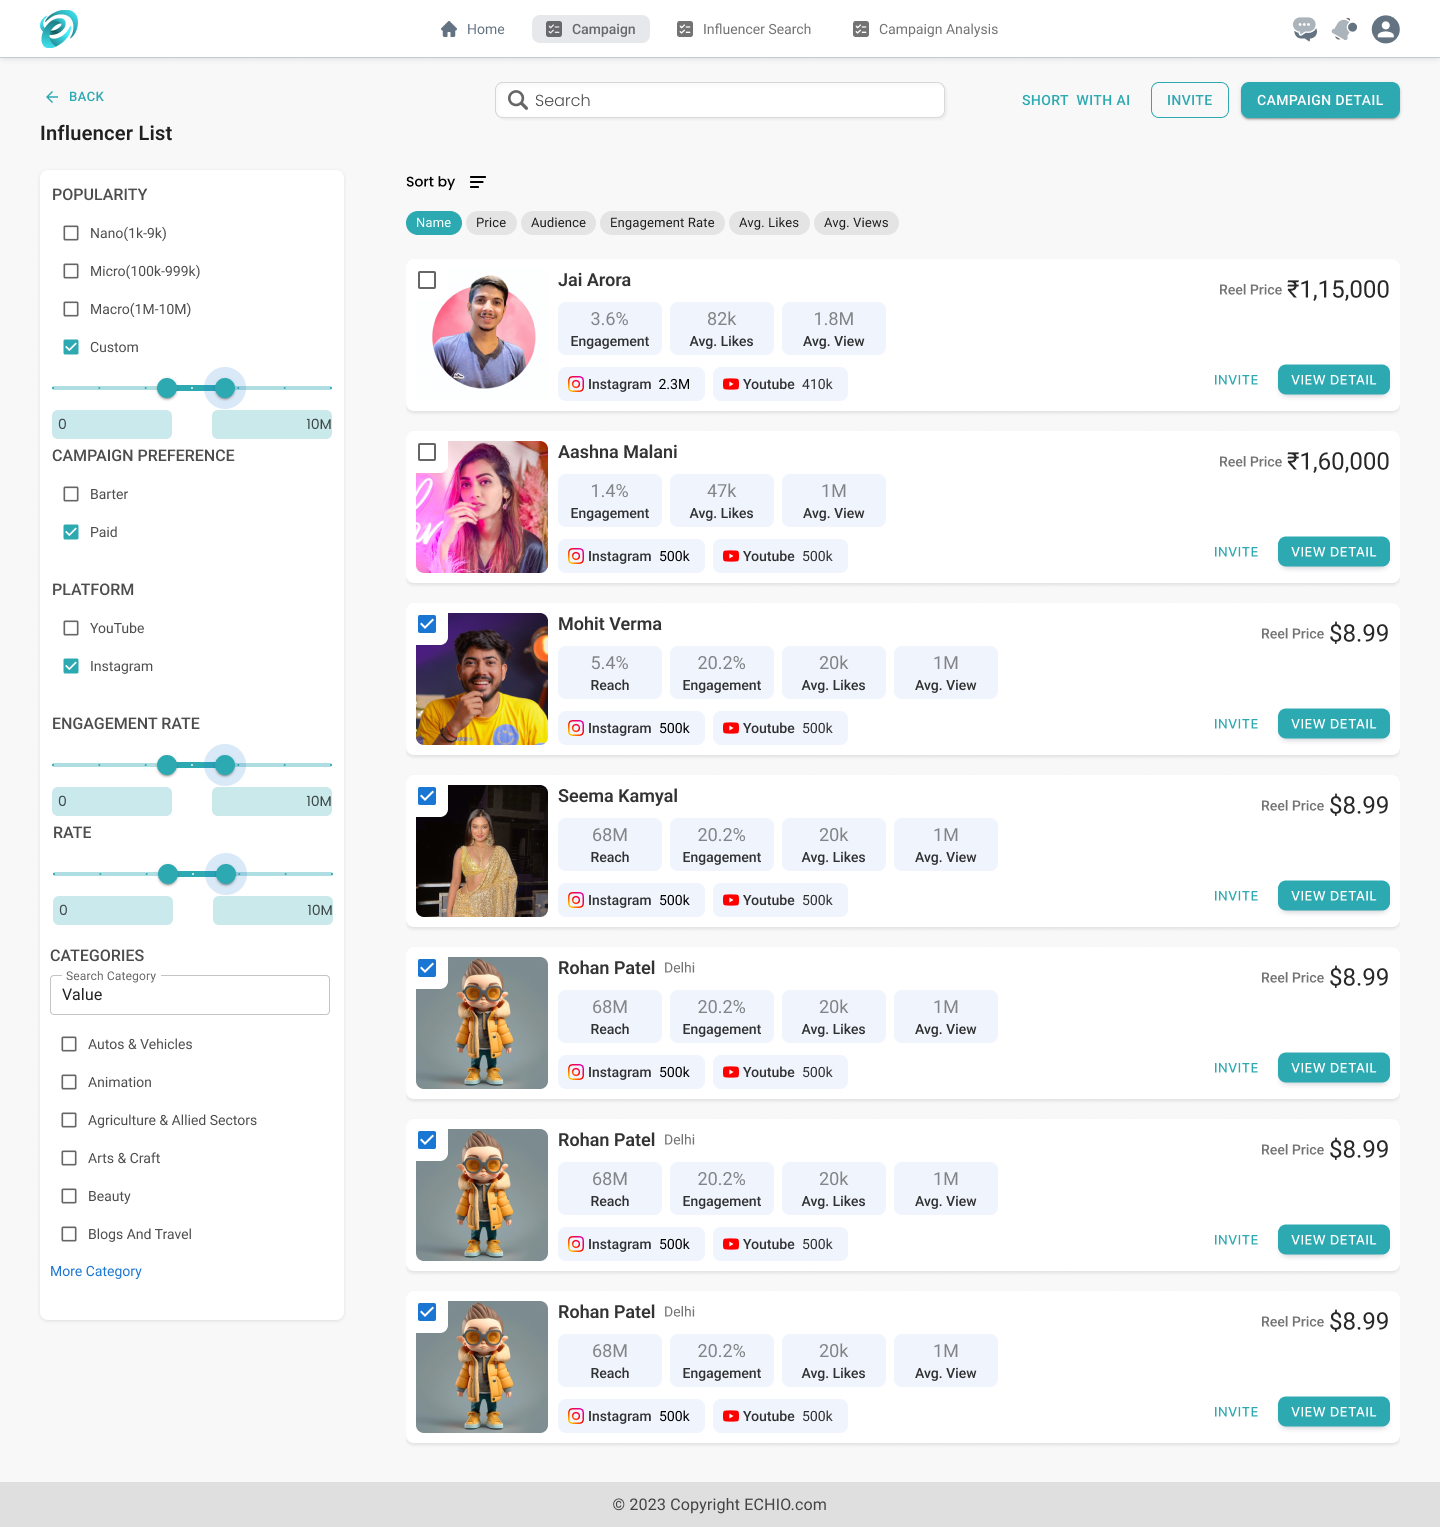 Home
Campaign
Influencer Search
Campaign Analysis
BACK
Search
SHORT WITH AI
INVITE
CAMPAIGN DETAIL
Influencer List
POPULARITY
Nano(1k-9k)
Micro(100k-999k)
Macro(1M-10M)
Custom
0
10M
CAMPAIGN PREFERENCE
Barter
Paid
PLATFORM
YouTube
Instagram
ENGAGEMENT RATE
0
10M
RATE
0
10M
CATEGORIES
Search Category
Value
Autos & Vehicles
Animation
Agriculture & Allied Sectors
Arts & Craft
Beauty
Blogs And Travel
More Category
Sort by
Name
Price
Audience
Engagement Rate
Avg. Likes
Avg. Views
Jai Arora
Reel Price ₹1,15,000
3.6%
Engagement
82k
Avg. Likes
1.8M
Avg. View
Instagram 2.3M
Youtube 410k
INVITE
VIEW DETAIL
Aashna Malani
Reel Price ₹1,60,000
1.4%
Engagement
47k
Avg. Likes
1M
Avg. View
Instagram 500k
Youtube 500k
INVITE
VIEW DETAIL
Mohit Verma
Reel Price $8.99
5.4%
Reach
20.2%
Engagement
20k
Avg. Likes
1M
Avg. View
Instagram 500k
Youtube 500k
INVITE
VIEW DETAIL
Seema Kamyal
Reel Price $8.99
68M
Reach
20.2%
Engagement
20k
Avg. Likes
1M
Avg. View
Instagram 500k
Youtube 500k
INVITE
VIEW DETAIL
Rohan Patel Delhi
Reel Price $8.99
68M
Reach
20.2%
Engagement
20k
Avg. Likes
1M
Avg. View
Instagram 500k
Youtube 500k
INVITE
VIEW DETAIL
Rohan Patel Delhi
Reel Price $8.99
68M
Reach
20.2%
Engagement
20k
Avg. Likes
1M
Avg. View
Instagram 500k
Youtube 500k
INVITE
VIEW DETAIL
Rohan Patel Delhi
Reel Price $8.99
68M
Reach
20.2%
Engagement
20k
Avg. Likes
1M
Avg. View
Instagram 500k
Youtube 500k
INVITE
VIEW DETAIL
© 2023 Copyright ECHIO.com